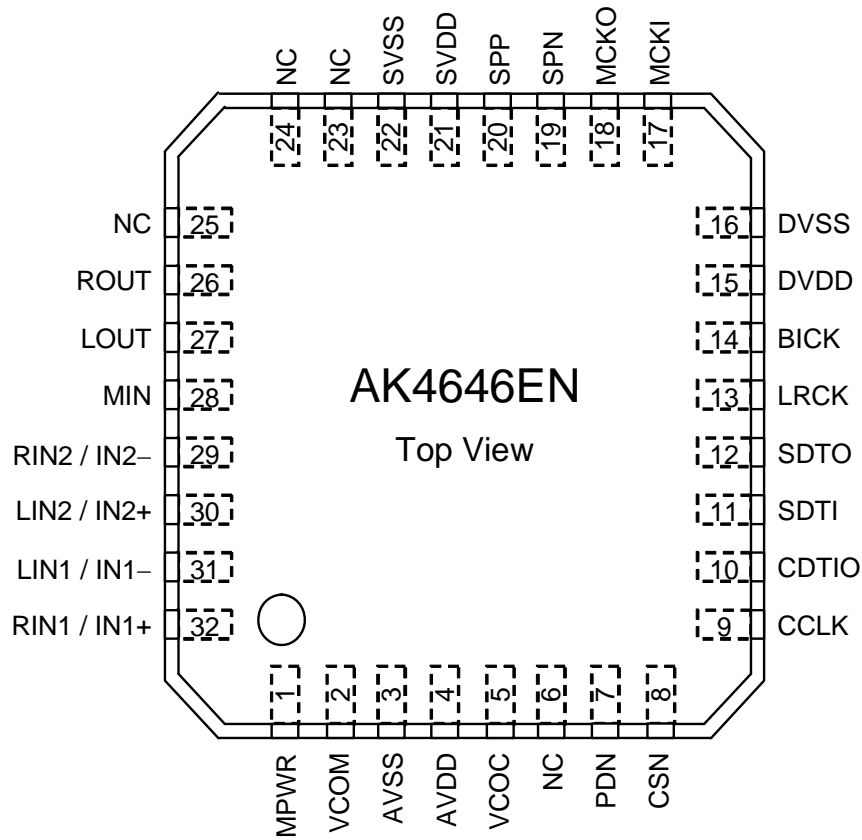 NC
NC
SVSS
SVDD
SPP
SPN
MCKO
MCKI
24
23
22
21
20
19
18
17
NC 25
ROUT 26
LOUT 27
MIN 28
RIN2 / IN2−
29
LIN2 / IN2+
30
LIN1 / IN1−
31
RIN1 / IN1+
32
AK4646EN
Top View
16 DVSS
15 DVDD
14 BICK
13 LRCK
12 SDTO
11 SDTI
10 CDTIO
9 CCLK
1
2
3
4
5
6
7
8
MPWR
VCOM
AVSS
AVDD
VCOC
NC
PDN
CSN